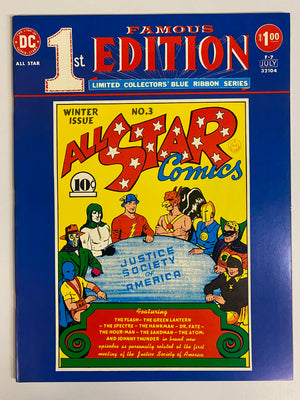 DC
ALL STAR
FAMOUS
1st EDITION
LIMITED COLLECTORS' BLUE RIBBON SERIES
$1.00
F-7
JULY
32104
WINTER
ISSUE
NO.3
ALL STAR
Comics
10¢
JUSTICE
SOCIETY
of
AMERICA
Featuring
THE FLASH — THE GREEN LANTERN
— THE SPECTRE — THE HAWKMAN — DR. FATE —
THE HOUR-MAN — THE SANDMAN — THE ATOM —
AND JOHNNY THUNDER in brand new
episodes as personally related at the first
meeting of the Justice Society of America.